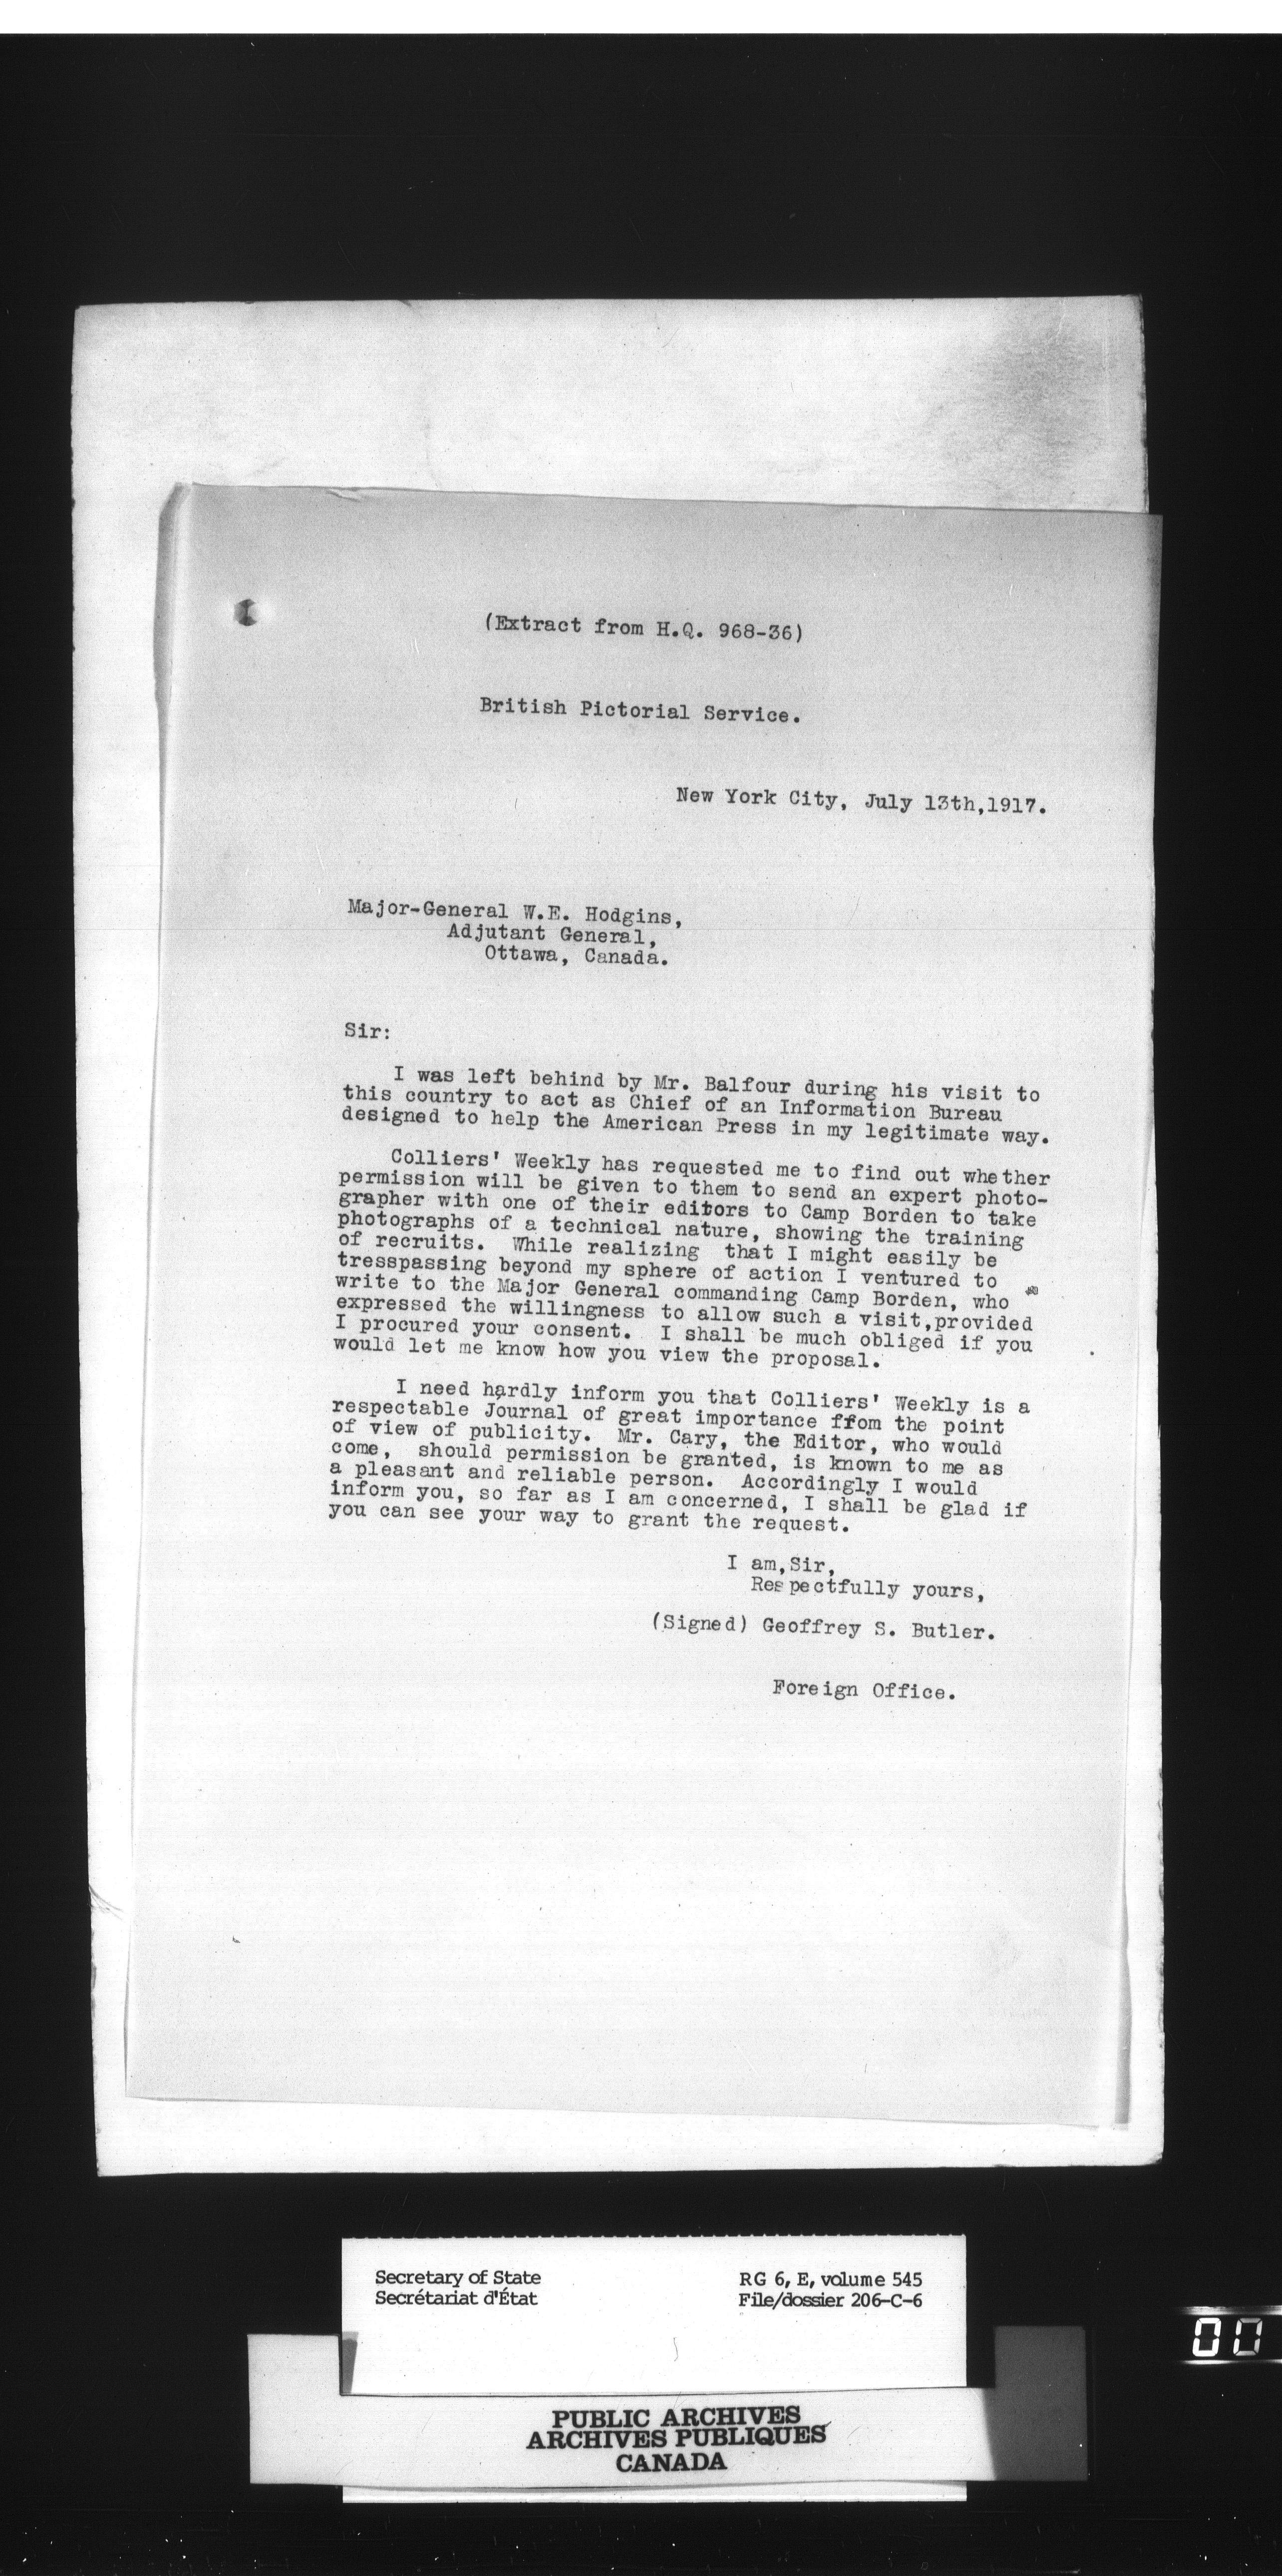 (Extract from H.Q. 968-36)
British Pictorial Service.
New York City, July 13th,1917.
Major-General W.E. Hodgins,
Adjutant General,
Ottawa, Canada.
Sir:
I was left behind by Mr. Balfour during his visit to
this country to act as Chief of an Information Bureau
designed to help the American Press in my legitimate way.
Colliers' Weekly has requested me to find out whether
permission will be given to them to send an expert photo-
grapher with one of their editors to Camp Borden to take
photographs of a technical nature, showing the training
of recruits. While realizing that I might easily be
tresspassing beyond my sphere of action I ventured to
write to the Major General commanding Camp Borden, who
expressed the willingness to allow such a visit,provided
I procured your consent. I shall be much obliged if you
would let me know how you view the proposal.
I need hardly inform you that Colliers' Weekly is a
respectable Journal of great importance ffom the point
of view of publicity. Mr. Cary, the Editor, who would
come, should permission be granted, is known to me as
a pleasant and reliable person. Accordingly I would
inform you, so far as I am concerned, I shall be glad if
you can see your way to grant the request.
I am,Sir,
Respectfully yours,
(Signed) Geoffrey S. Butler.
Foreign Office.
Secretary of State
Secrétariat d'État
RG 6, E, volume 545
File/dossier 206-C-6
PUBLIC ARCHIVES
ARCHIVES PUBLIQUES
CANADA
00